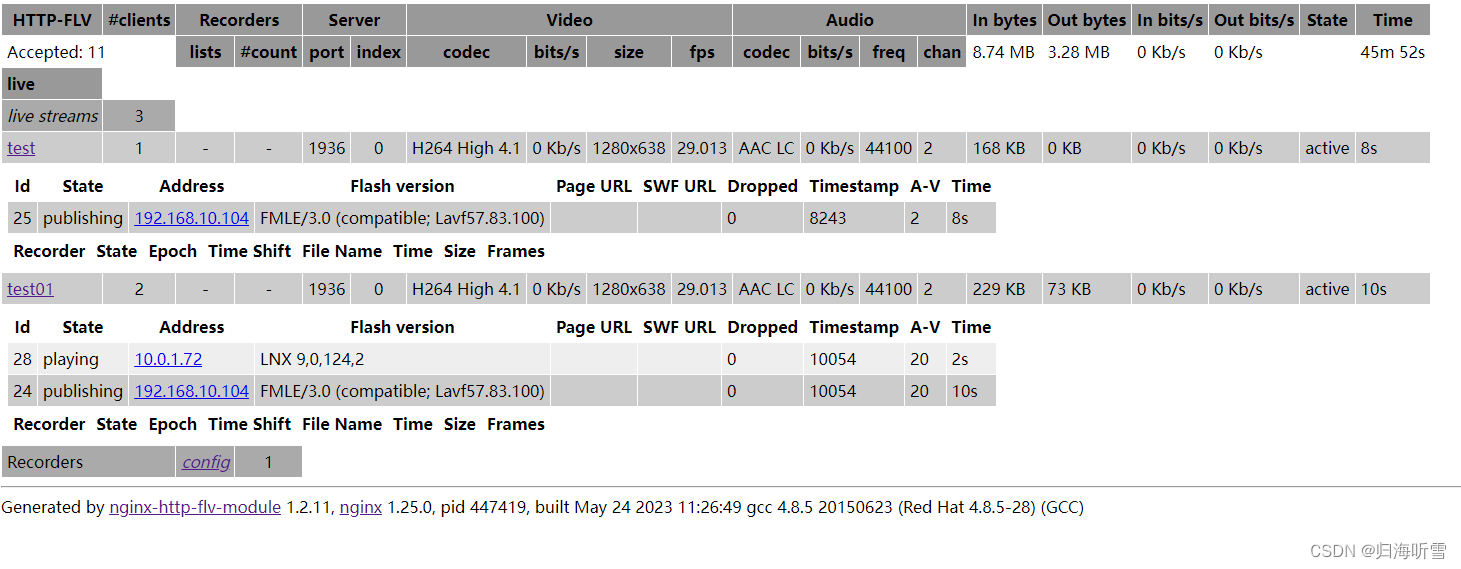 HTTP-FLV #clients Recorders Server Video Audio In bytes Out bytes In bits/s Out bits/s State Time
Accepted: 11 lists #count port index codec bits/s size fps codec bits/s freq chan 8.74 MB 3.28 MB 0 Kb/s 0 Kb/s 45m 52s
live
live streams 3
test 1 - - 1936 0 H264 High 4.1 0 Kb/s 1280x638 29.013 AAC LC 0 Kb/s 44100 2 168 KB 0 KB 0 Kb/s 0 Kb/s active 8s
Id State Address Flash version Page URL SWF URL Dropped Timestamp A-V Time
25 publishing 192.168.10.104 FMLE/3.0 (compatible; Lavf57.83.100) 0 8243 2 8s
Recorder State Epoch Time Shift File Name Time Size Frames
test01 2 - - 1936 0 H264 High 4.1 0 Kb/s 1280x638 29.013 AAC LC 0 Kb/s 44100 2 229 KB 73 KB 0 Kb/s 0 Kb/s active 10s
Id State Address Flash version Page URL SWF URL Dropped Timestamp A-V Time
28 playing 10.0.1.72 LNX 9,0,124,2 0 10054 20 2s
24 publishing 192.168.10.104 FMLE/3.0 (compatible; Lavf57.83.100) 0 10054 20 10s
Recorder State Epoch Time Shift File Name Time Size Frames
Recorders config 1
Generated by nginx-http-flv-module 1.2.11, nginx 1.25.0, pid 447419, built May 24 2023 11:26:49 gcc 4.8.5 20150623 (Red Hat 4.8.5-28) (GCC)
CSDN @归海听雪